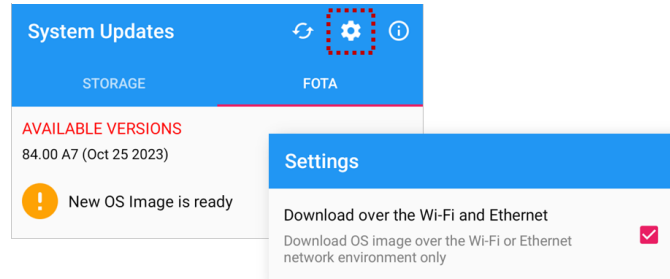 System Updates
STORAGE
FOTA
AVAILABLE VERSIONS
84.00 A7 (Oct 25 2023)
New OS Image is ready
Settings
Download over the Wi-Fi and Ethernet
Download OS image over the Wi-Fi or Ethernet
network environment only